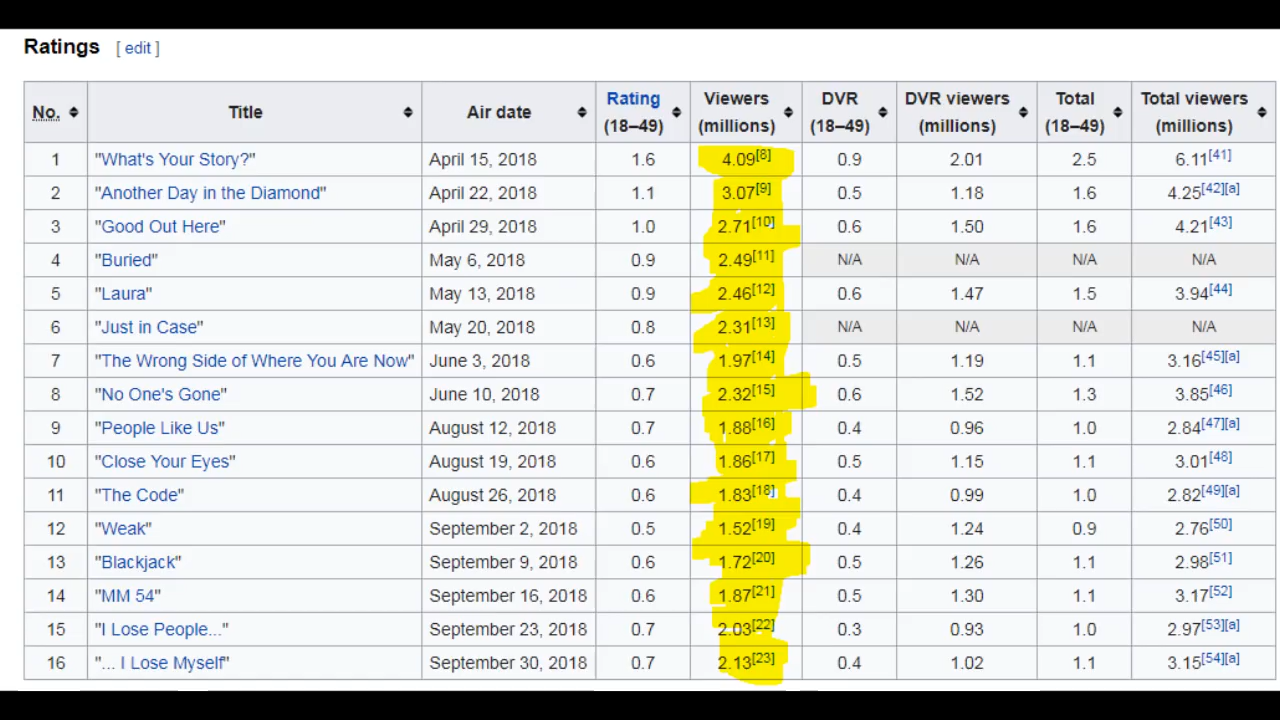 Ratings [ edit ]
No. Title Air date Rating (18–49) Viewers (millions) DVR (18–49) DVR viewers (millions) Total (18–49) Total viewers (millions)
1 "What's Your Story?" April 15, 2018 1.6 4.09[8] 0.9 2.01 2.5 6.11[41]
2 "Another Day in the Diamond" April 22, 2018 1.1 3.07[9] 0.5 1.18 1.6 4.25[42][a]
3 "Good Out Here" April 29, 2018 1.0 2.71[10] 0.6 1.50 1.6 4.21[43]
4 "Buried" May 6, 2018 0.9 2.49[11] N/A N/A N/A N/A
5 "Laura" May 13, 2018 0.9 2.46[12] 0.6 1.47 1.5 3.94[44]
6 "Just in Case" May 20, 2018 0.8 2.31[13] N/A N/A N/A N/A
7 "The Wrong Side of Where You Are Now" June 3, 2018 0.6 1.97[14] 0.5 1.19 1.1 3.16[45][a]
8 "No One's Gone" June 10, 2018 0.7 2.32[15] 0.6 1.52 1.3 3.85[46]
9 "People Like Us" August 12, 2018 0.7 1.88[16] 0.4 0.96 1.0 2.84[47][a]
10 "Close Your Eyes" August 19, 2018 0.6 1.86[17] 0.5 1.15 1.1 3.01[48]
11 "The Code" August 26, 2018 0.6 1.83[18] 0.4 0.99 1.0 2.82[49][a]
12 "Weak" September 2, 2018 0.5 1.52[19] 0.4 1.24 0.9 2.76[50]
13 "Blackjack" September 9, 2018 0.6 1.72[20] 0.5 1.26 1.1 2.98[51]
14 "MM 54" September 16, 2018 0.6 1.87[21] 0.5 1.30 1.1 3.17[52]
15 "I Lose People..." September 23, 2018 0.7 2.03[22] 0.3 0.93 1.0 2.97[53][a]
16 "... I Lose Myself" September 30, 2018 0.7 2.13[23] 0.4 1.02 1.1 3.15[54][a]